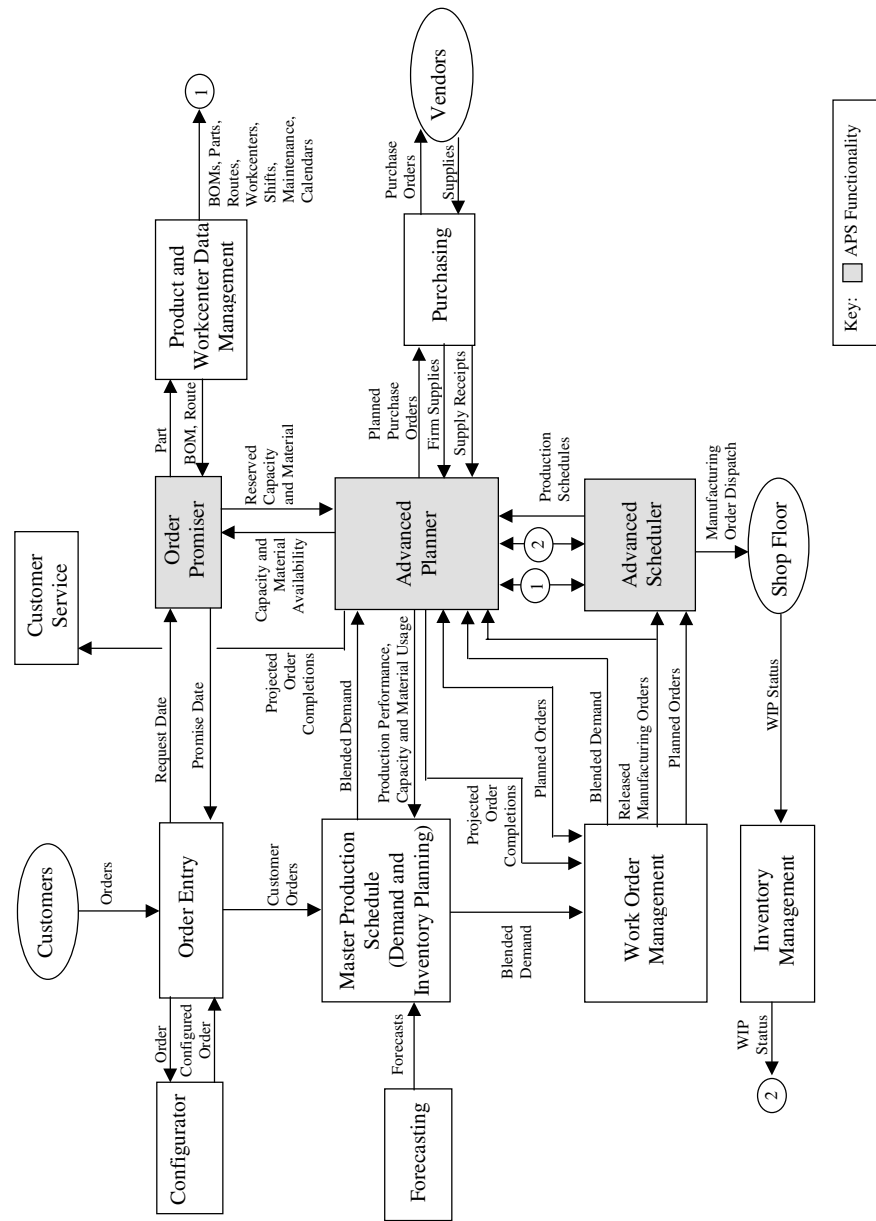 Customers
Orders
Configurator
Order
Configured
Order
Order Entry
Request Date
Promise Date
Customer
Service
Order
Promiser
Part
BOM, Route
Product and
Workcenter Data
Management
BOMs, Parts,
Routes,
Workcenters,
Shifts,
Maintenance,
Calendars
1
Customer
Orders
Projected
Order
Completions
Capacity and
Material
Availability
Reserved
Capacity
and Material
Forecasting
Forecasts
Master Production
Schedule
(Demand and
Inventory Planning)
Blended Demand
Production Performance,
Capacity and Material Usage
Advanced
Planner
Planned
Purchase
Orders
Firm Supplies
Supply Receipts
Purchasing
Purchase
Orders
Supplies
Vendors
Blended
Demand
Projected
Order
Completions
Planned Orders
1
2
Production
Schedules
Work Order
Management
Blended Demand
Released
Manufacturing Orders
Planned Orders
Advanced
Scheduler
Manufacturing
Order Dispatch
WIP
Status
2
Inventory
Management
WIP Status
Shop Floor
Key:
APS Functionality